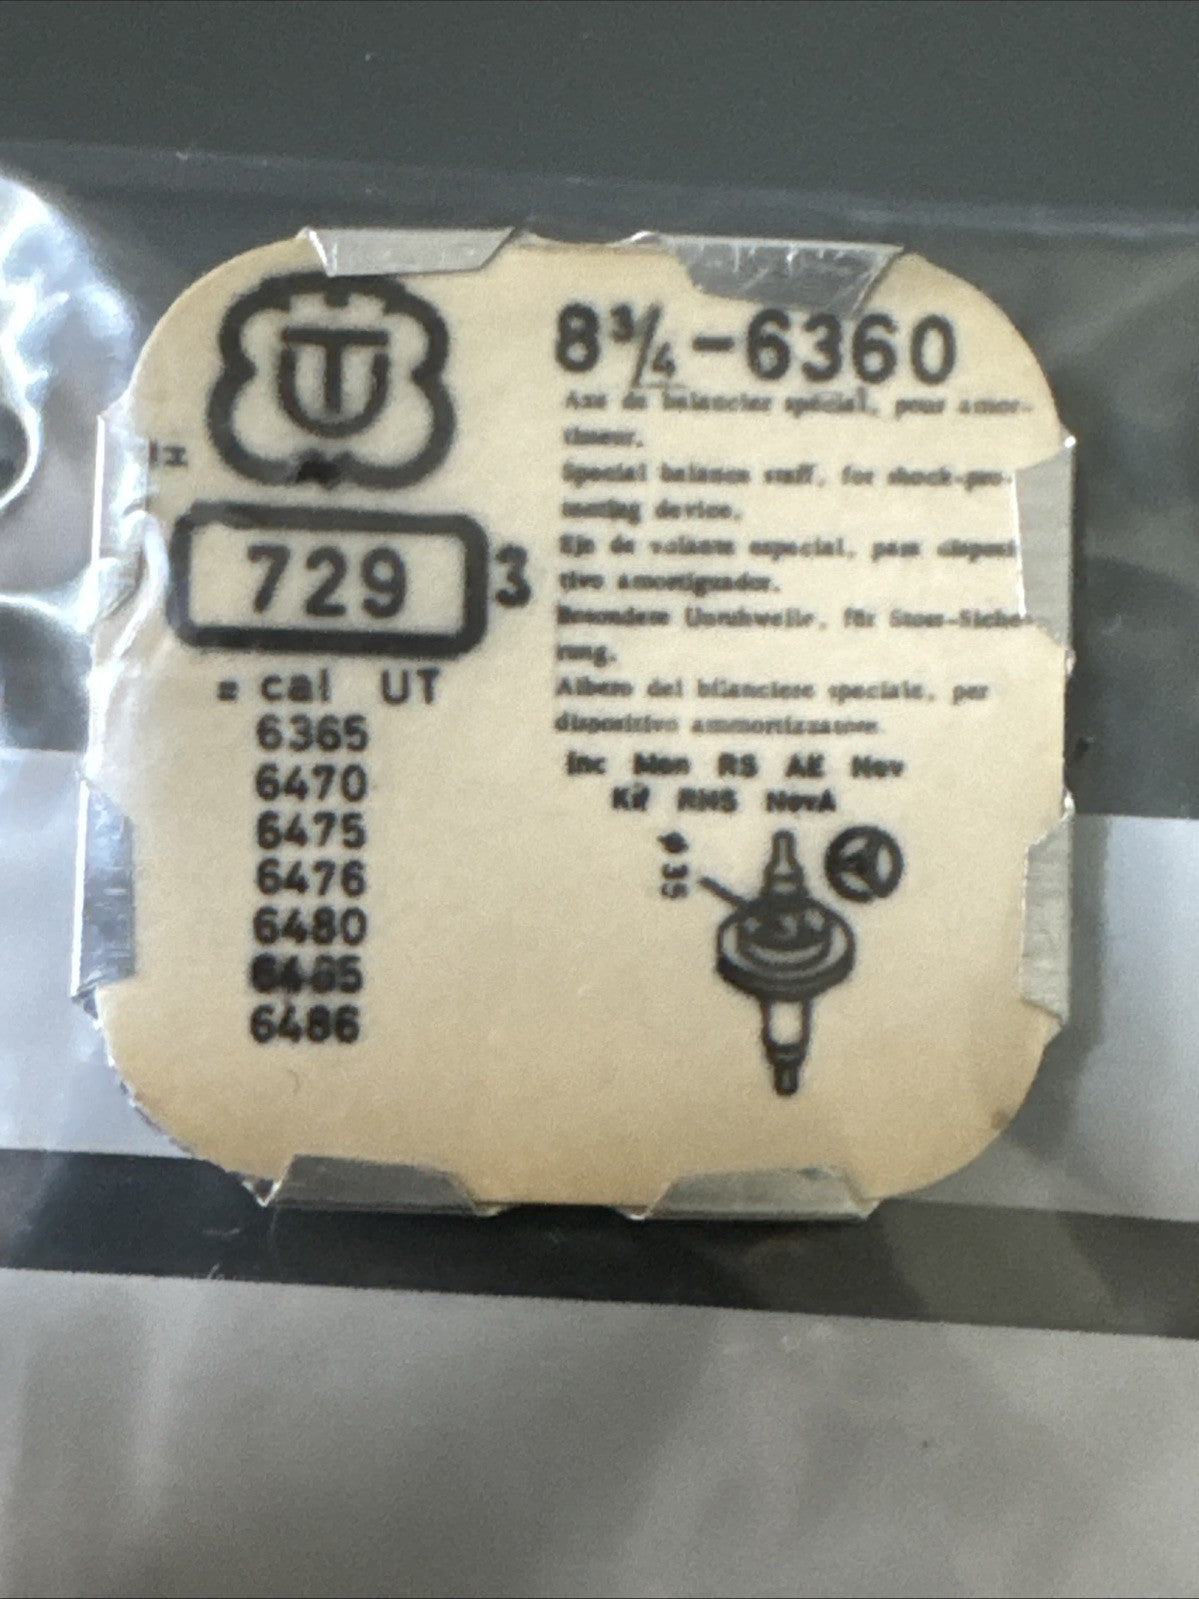 UT
8¾-6360
Axe de balancier spécial, pour amor-
tisseur.
Special balance staff, for shock-pro-
tecting device.
Eje de volante especial, para disposi
tivo amortiguador.
Besondere Unruhwelle, für Stoss-Siche-
rung.
Albero del bilanciere speciale, per
dispositivo ammortizzatore.
Inc Mon RS AE Nov
Kif RHS NovA
729 3
= cal UT
6365
6470
6475
6476
6480
6485
6486